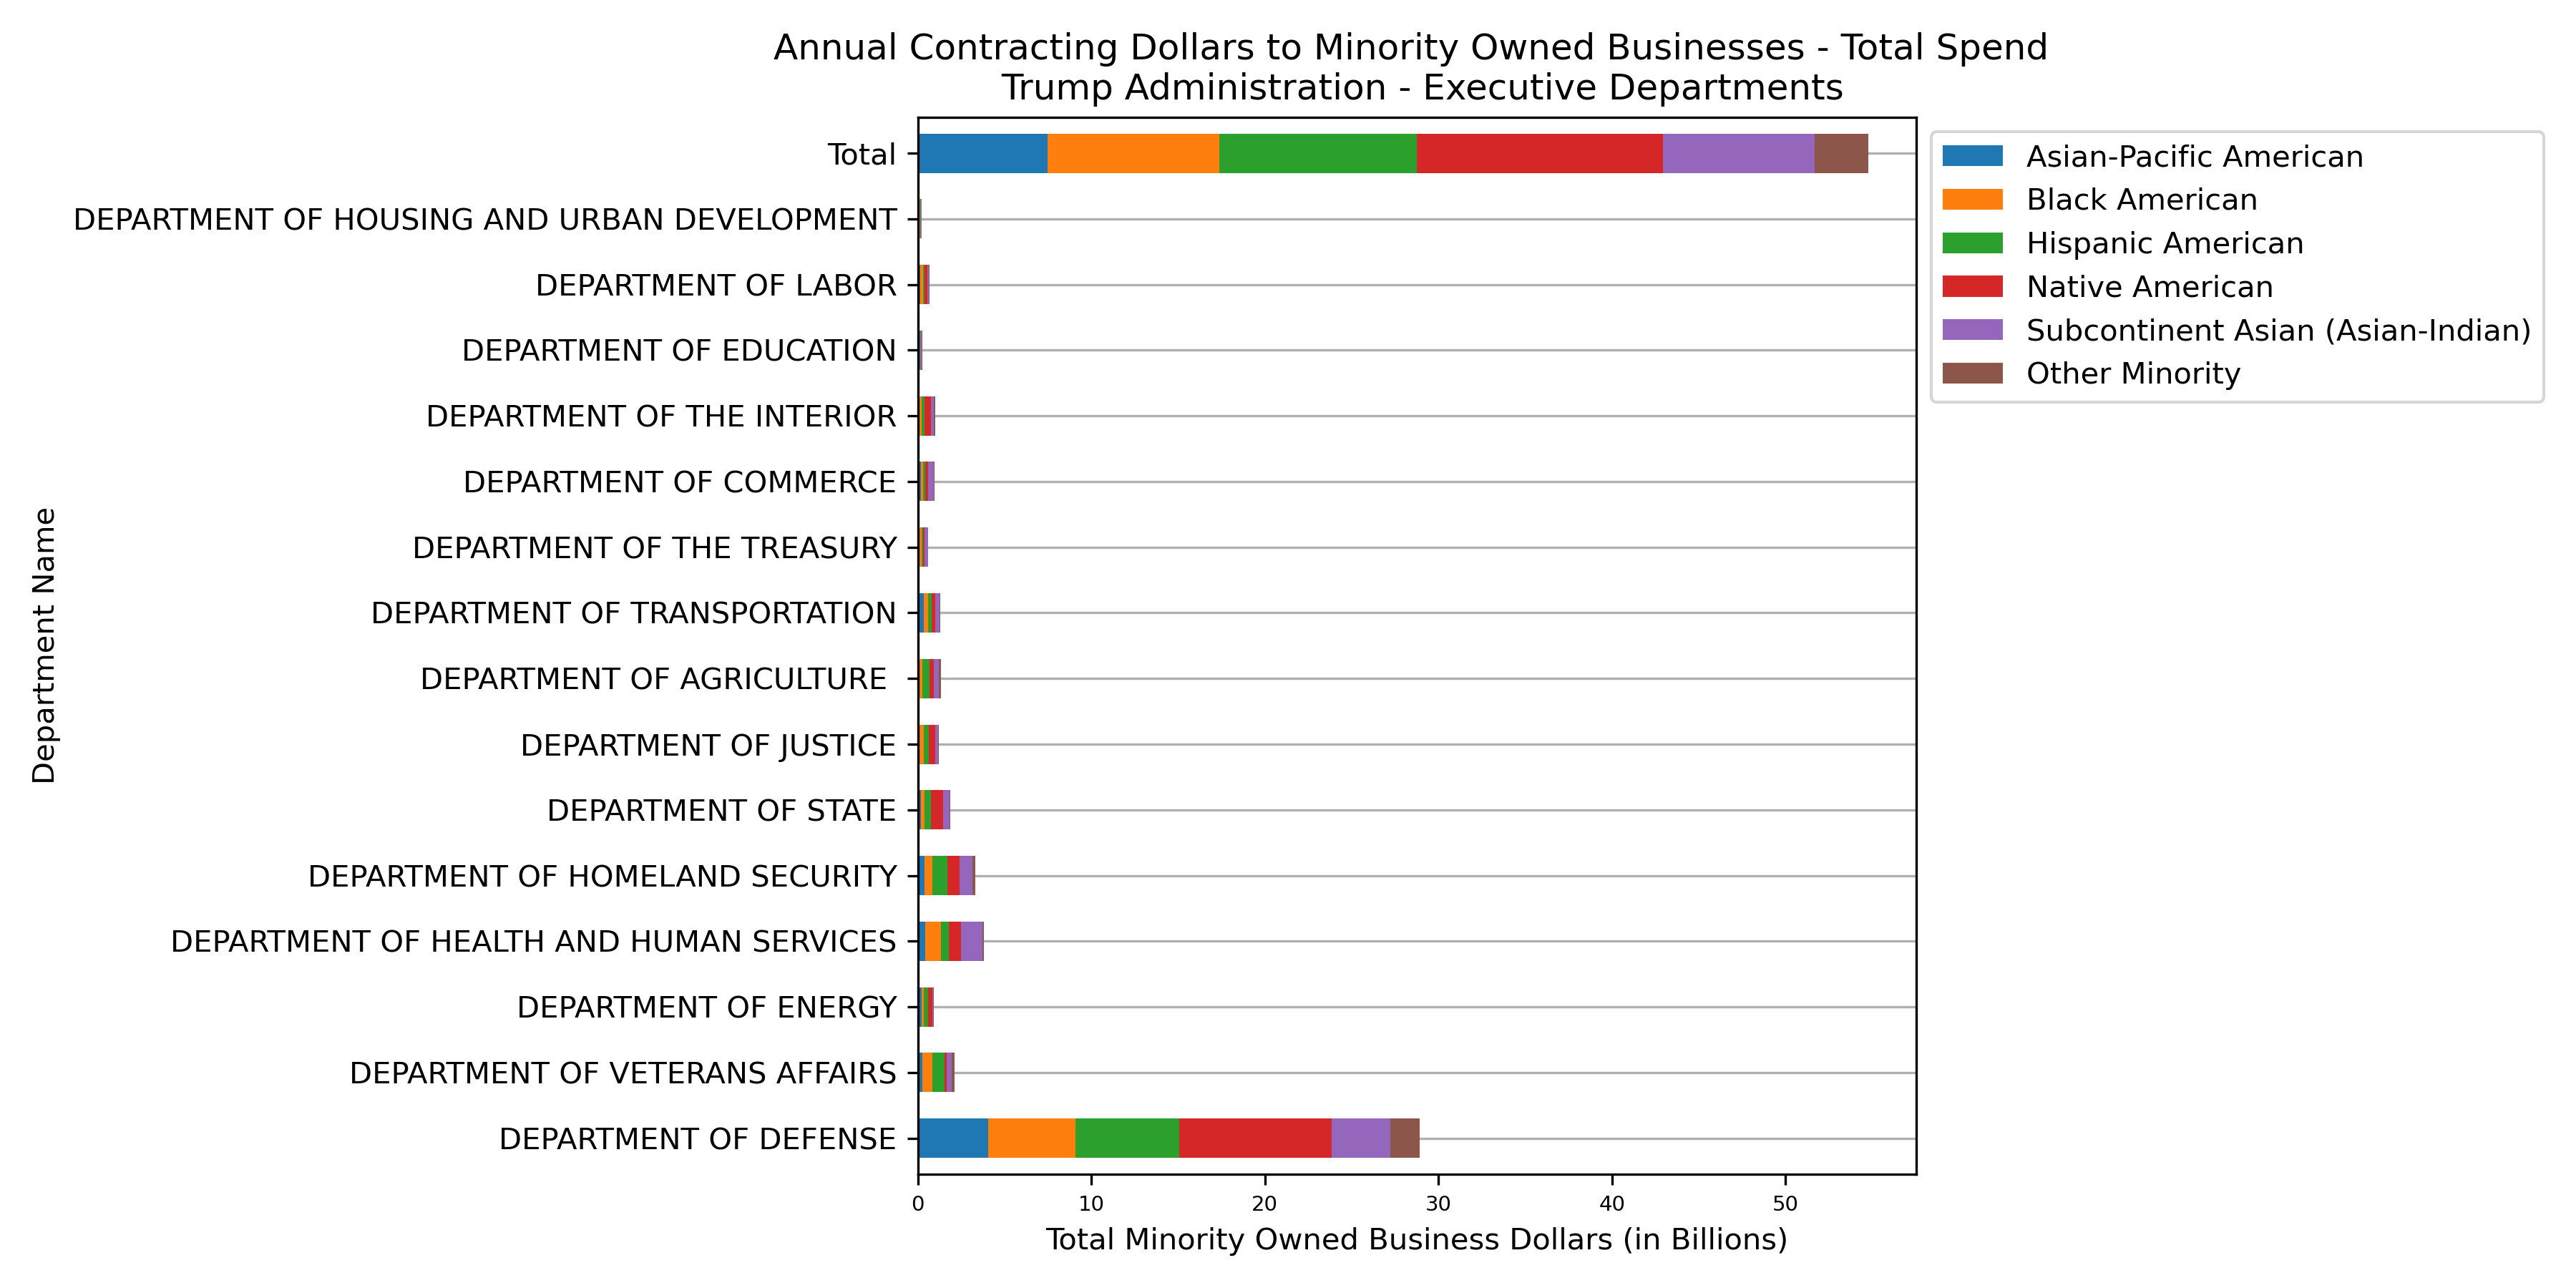 Annual Contracting Dollars to Minority Owned Businesses - Total Spend
Trump Administration - Executive Departments
Total
DEPARTMENT OF HOUSING AND URBAN DEVELOPMENT
DEPARTMENT OF LABOR
DEPARTMENT OF EDUCATION
DEPARTMENT OF THE INTERIOR
DEPARTMENT OF COMMERCE
DEPARTMENT OF THE TREASURY
DEPARTMENT OF TRANSPORTATION
DEPARTMENT OF AGRICULTURE
DEPARTMENT OF JUSTICE
DEPARTMENT OF STATE
DEPARTMENT OF HOMELAND SECURITY
DEPARTMENT OF HEALTH AND HUMAN SERVICES
DEPARTMENT OF ENERGY
DEPARTMENT OF VETERANS AFFAIRS
DEPARTMENT OF DEFENSE
Department Name
0 10 20 30 40 50
Total Minority Owned Business Dollars (in Billions)
Asian-Pacific American
Black American
Hispanic American
Native American
Subcontinent Asian (Asian-Indian)
Other Minority